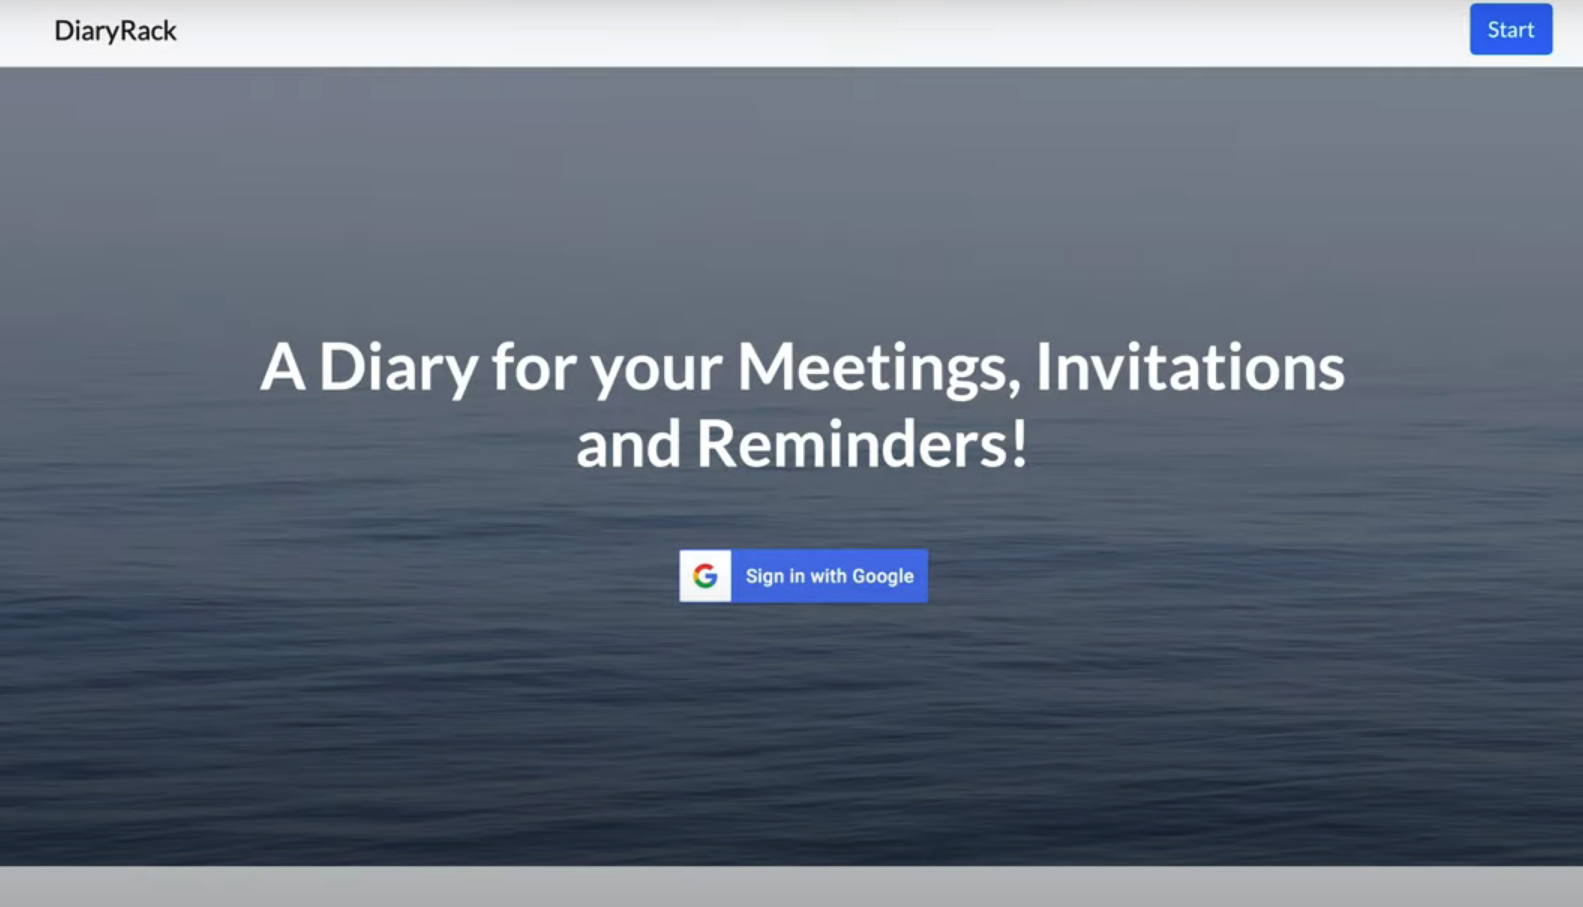 DiaryRack
Start
A Diary for your Meetings, Invitations
and Reminders!
G Sign in with Google